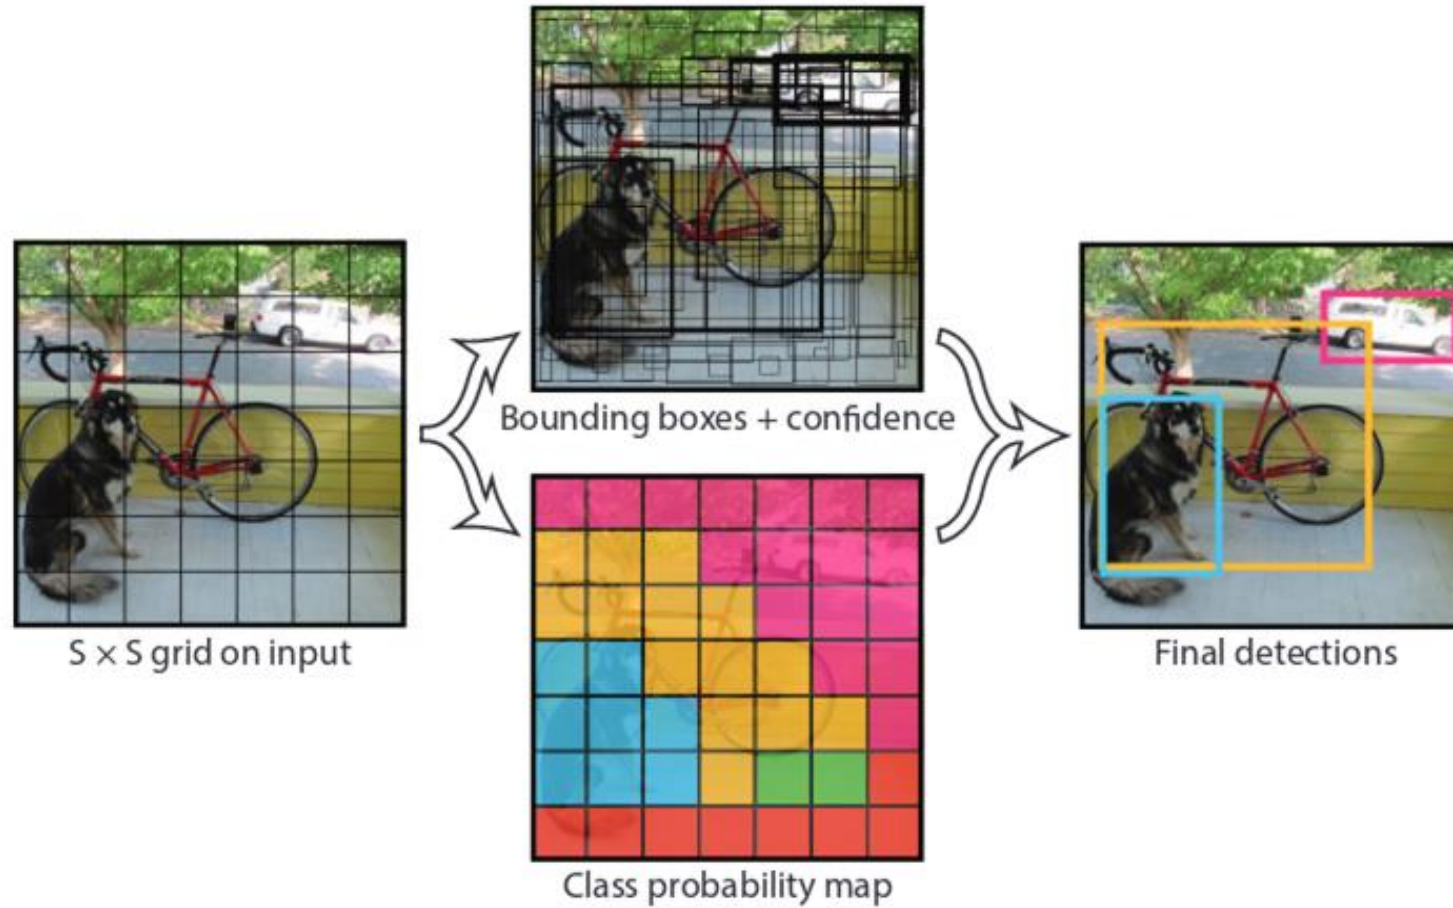 S × S grid on input
Bounding boxes + confidence
Class probability map
Final detections